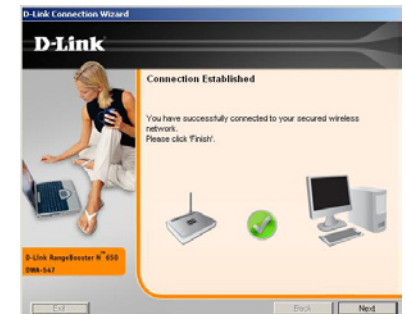 D-Link Connection Wizard
D-Link
Connection Established
You have successfully connected to your secured wireless
network.
Please click 'Finish'.
D-Link RangeBooster N™ 650
DWA-547
Exit
Back
Next